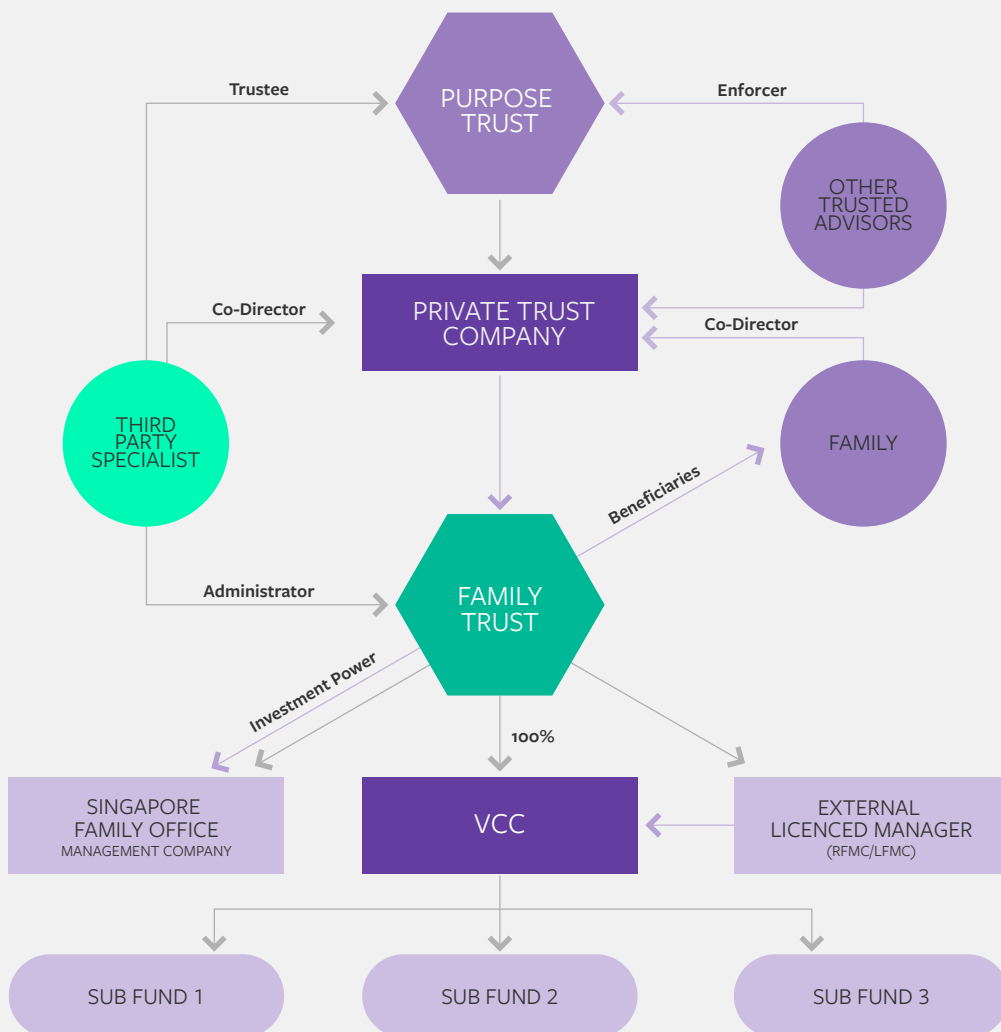 Trustee
PURPOSE
TRUST
Enforcer
OTHER
TRUSTED
ADVISORS
Co-Director
PRIVATE TRUST
COMPANY
Co-Director
THIRD
PARTY
SPECIALIST
FAMILY
Beneficiaries
Administrator
FAMILY
TRUST
Investment Power
100%
SINGAPORE
FAMILY OFFICE
MANAGEMENT COMPANY
VCC
EXTERNAL
LICENCED MANAGER
(RFMC/LFMC)
SUB FUND 1
SUB FUND 2
SUB FUND 3